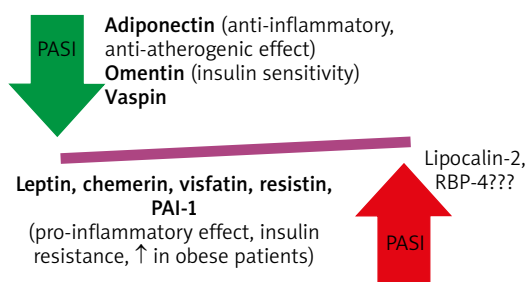 PASI
Adiponectin (anti-inflammatory,
anti-atherogenic effect)
Omentin (insulin sensitivity)
Vaspin
Leptin, chemerin, visfatin, resistin,
PAI-1
(pro-inflammatory effect, insulin
resistance, ↑ in obese patients)
Lipocalin-2,
RBP-4???
PASI